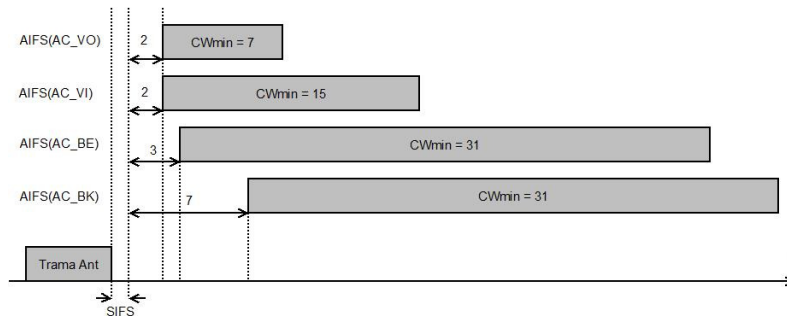 AIFS(AC_VO)
2
CWmin = 7
AIFS(AC_VI)
2
CWmin = 15
AIFS(AC_BE)
3
CWmin = 31
AIFS(AC_BK)
7
CWmin = 31
Trama Ant
SIFS